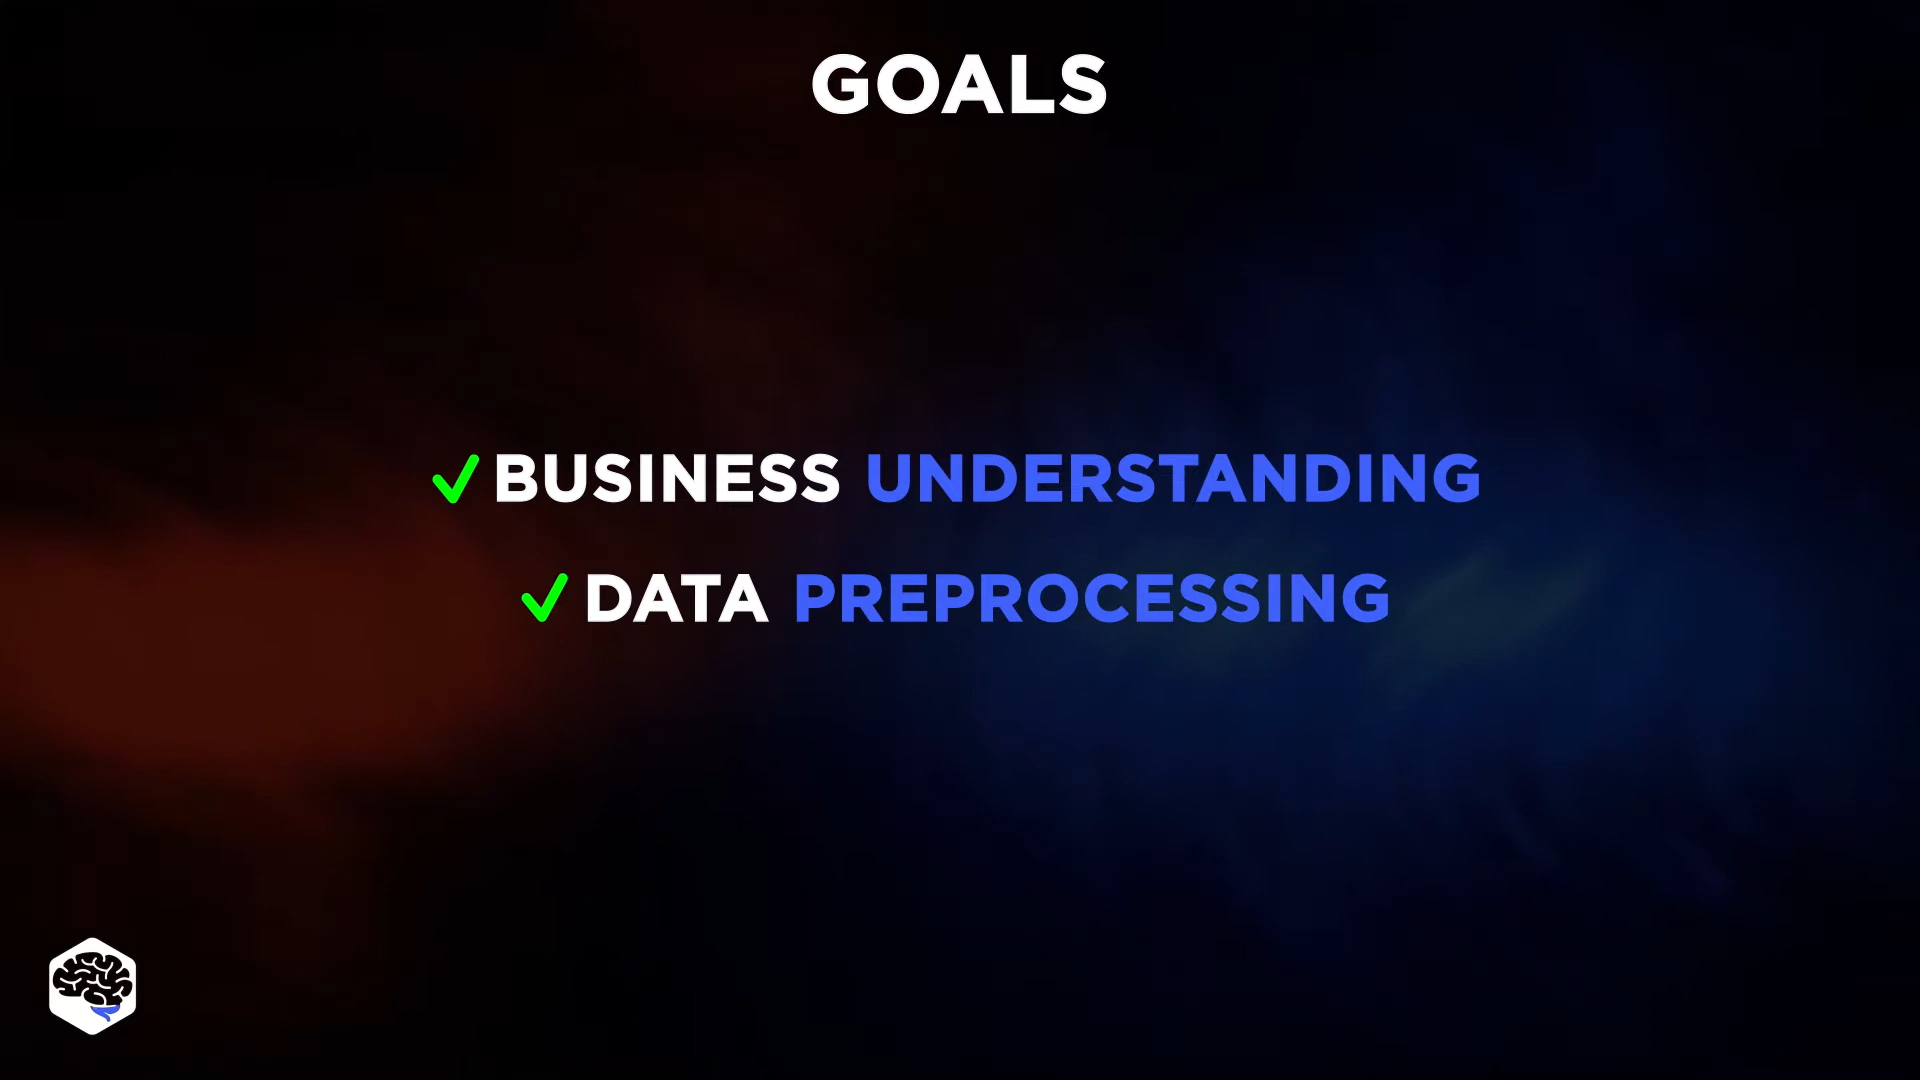 GOALS
✓ BUSINESS UNDERSTANDING
✓ DATA PREPROCESSING